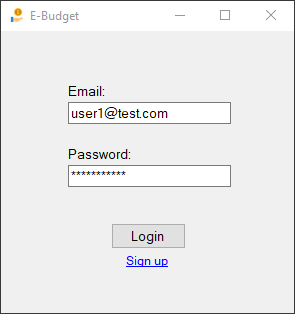 E-Budget
Email:
user1@test.com
Password:
***********
Login
Sign up